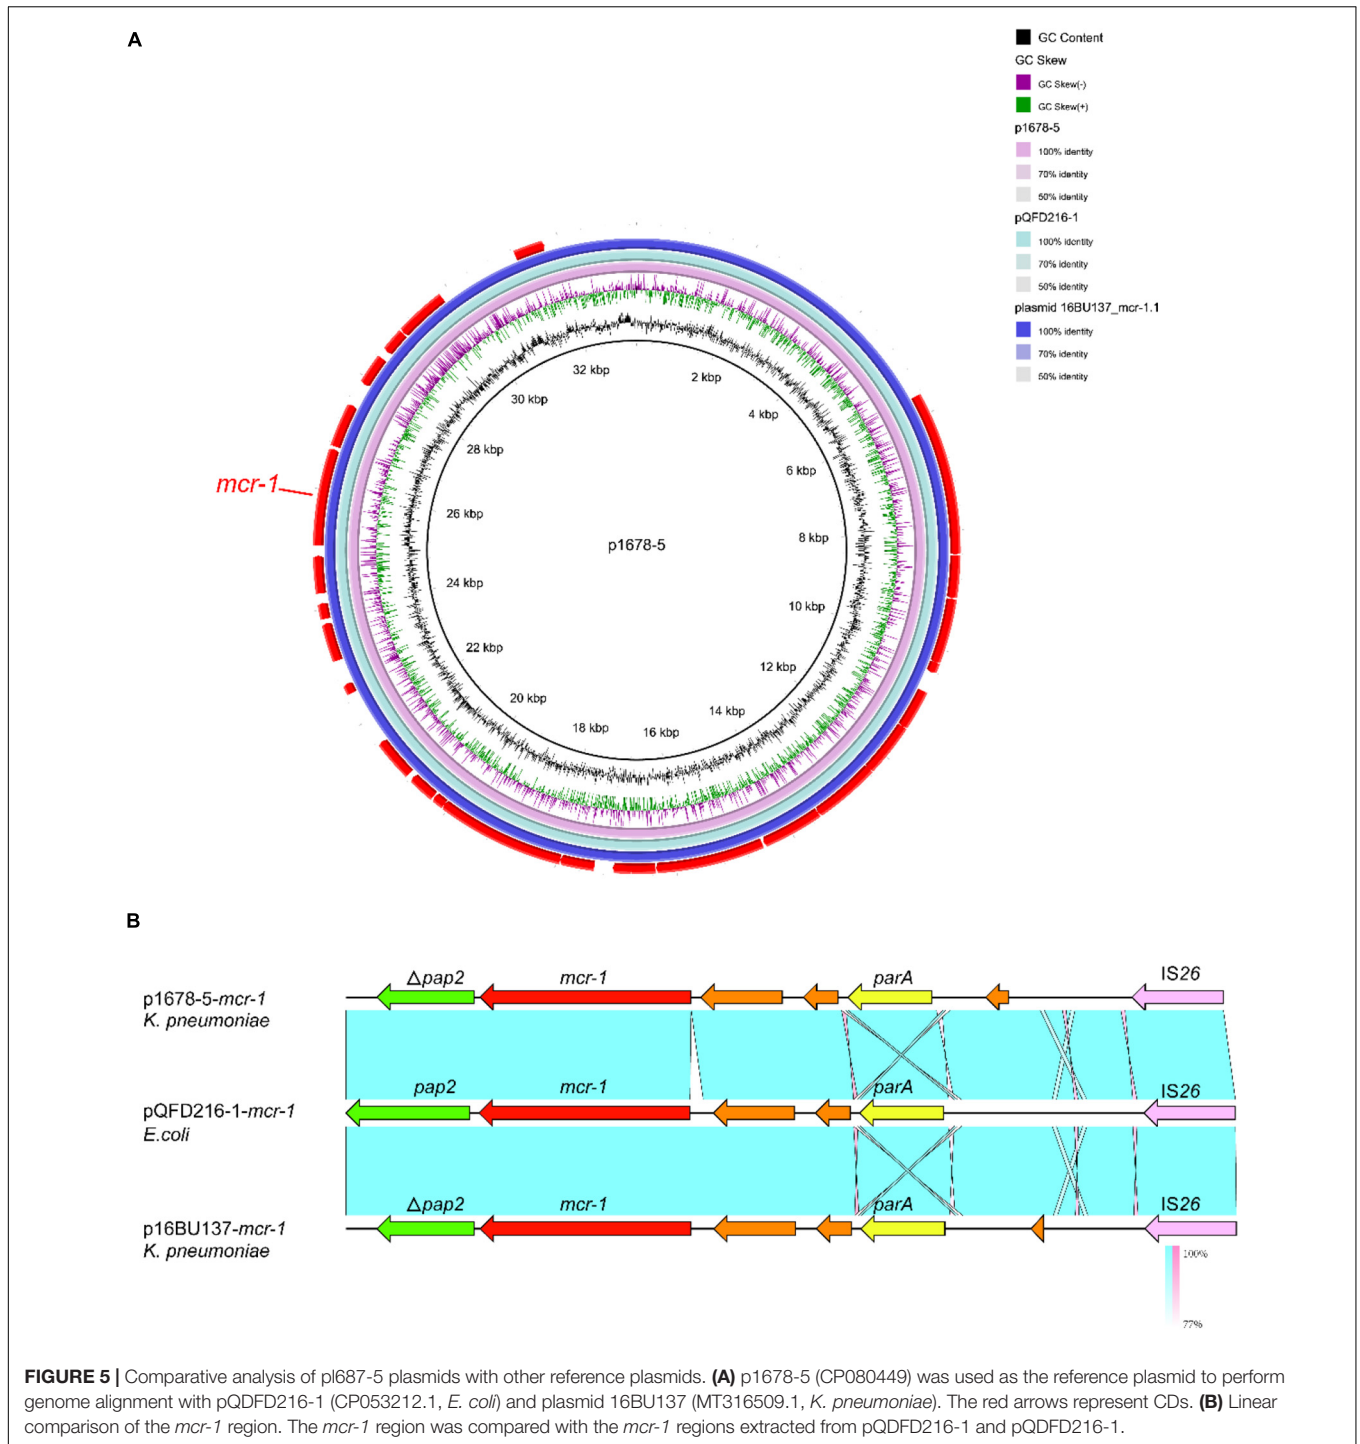 A
GC Content
GC Skew
GC Skew(-)
GC Skew(+)
p1678-5
100% identity
70% identity
50% identity
pQFD216-1
100% identity
70% identity
50% identity
plasmid 16BU137_mcr-1.1
100% identity
70% identity
50% identity
32 kbp
2 kbp
30 kbp
4 kbp
28 kbp
6 kbp
mcr-1
26 kbp
8 kbp
p1678-5
24 kbp
10 kbp
22 kbp
12 kbp
20 kbp
14 kbp
18 kbp
16 kbp
B
Δpap2 mcr-1 parA IS26
p1678-5-mcr-1
K. pneumoniae
pap2 mcr-1 parA IS26
pQFD216-1-mcr-1
E.coli
Δpap2 mcr-1 parA IS26
p16BU137-mcr-1
K. pneumoniae
100%
77%
FIGURE 5 | Comparative analysis of pl687-5 plasmids with other reference plasmids. (A) p1678-5 (CP080449) was used as the reference plasmid to perform
genome alignment with pQDFD216-1 (CP053212.1, E. coli) and plasmid 16BU137 (MT316509.1, K. pneumoniae). The red arrows represent CDs. (B) Linear
comparison of the mcr-1 region. The mcr-1 region was compared with the mcr-1 regions extracted from pQDFD216-1 and pQDFD216-1.